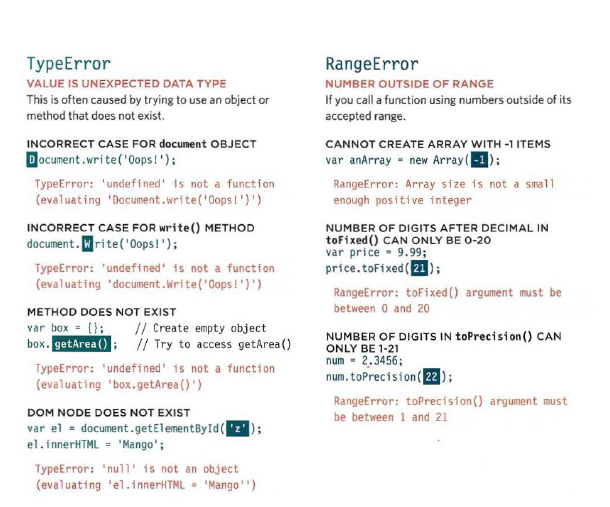 TypeError
VALUE IS UNEXPECTED DATA TYPE
This is often caused by trying to use an object or
method that does not exist.
INCORRECT CASE FOR document OBJECT
Document.write('Oops!');
TypeError: 'undefined' is not a function
(evaluating 'Document.write('Oops!')')
INCORRECT CASE FOR write() METHOD
document.Write('Oops!');
TypeError: 'undefined' is not a function
(evaluating 'document.Write('Oops!')')
METHOD DOES NOT EXIST
var box = {}; // Create empty object
box.getArea(); // Try to access getArea()
TypeError: 'undefined' is not a function
(evaluating 'box.getArea()')
DOM NODE DOES NOT EXIST
var el = document.getElementById('z');
el.innerHTML = 'Mango';
TypeError: 'null' is not an object
(evaluating 'el.innerHTML = 'Mango'')
RangeError
NUMBER OUTSIDE OF RANGE
If you call a function using numbers outside of its
accepted range.
CANNOT CREATE ARRAY WITH -1 ITEMS
var anArray = new Array(-1);
RangeError: Array size is not a small
enough positive integer
NUMBER OF DIGITS AFTER DECIMAL IN
toFixed() CAN ONLY BE 0-20
var price = 9.99;
price.toFixed(21);
RangeError: toFixed() argument must be
between 0 and 20
NUMBER OF DIGITS IN toPrecision() CAN
ONLY BE 1-21
num = 2.3456;
num.toPrecision(22);
RangeError: toPrecision() argument must
be between 1 and 21